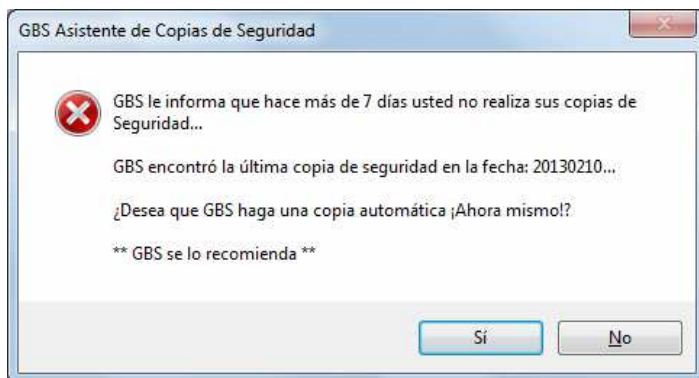 GBS Asistente de Copias de Seguridad
GBS le informa que hace más de 7 días usted no realiza sus copias de
Seguridad...
GBS encontró la última copia de seguridad en la fecha: 20130210...
¿Desea que GBS haga una copia automática ¡Ahora mismo!?
** GBS se lo recomienda **
Sí
No